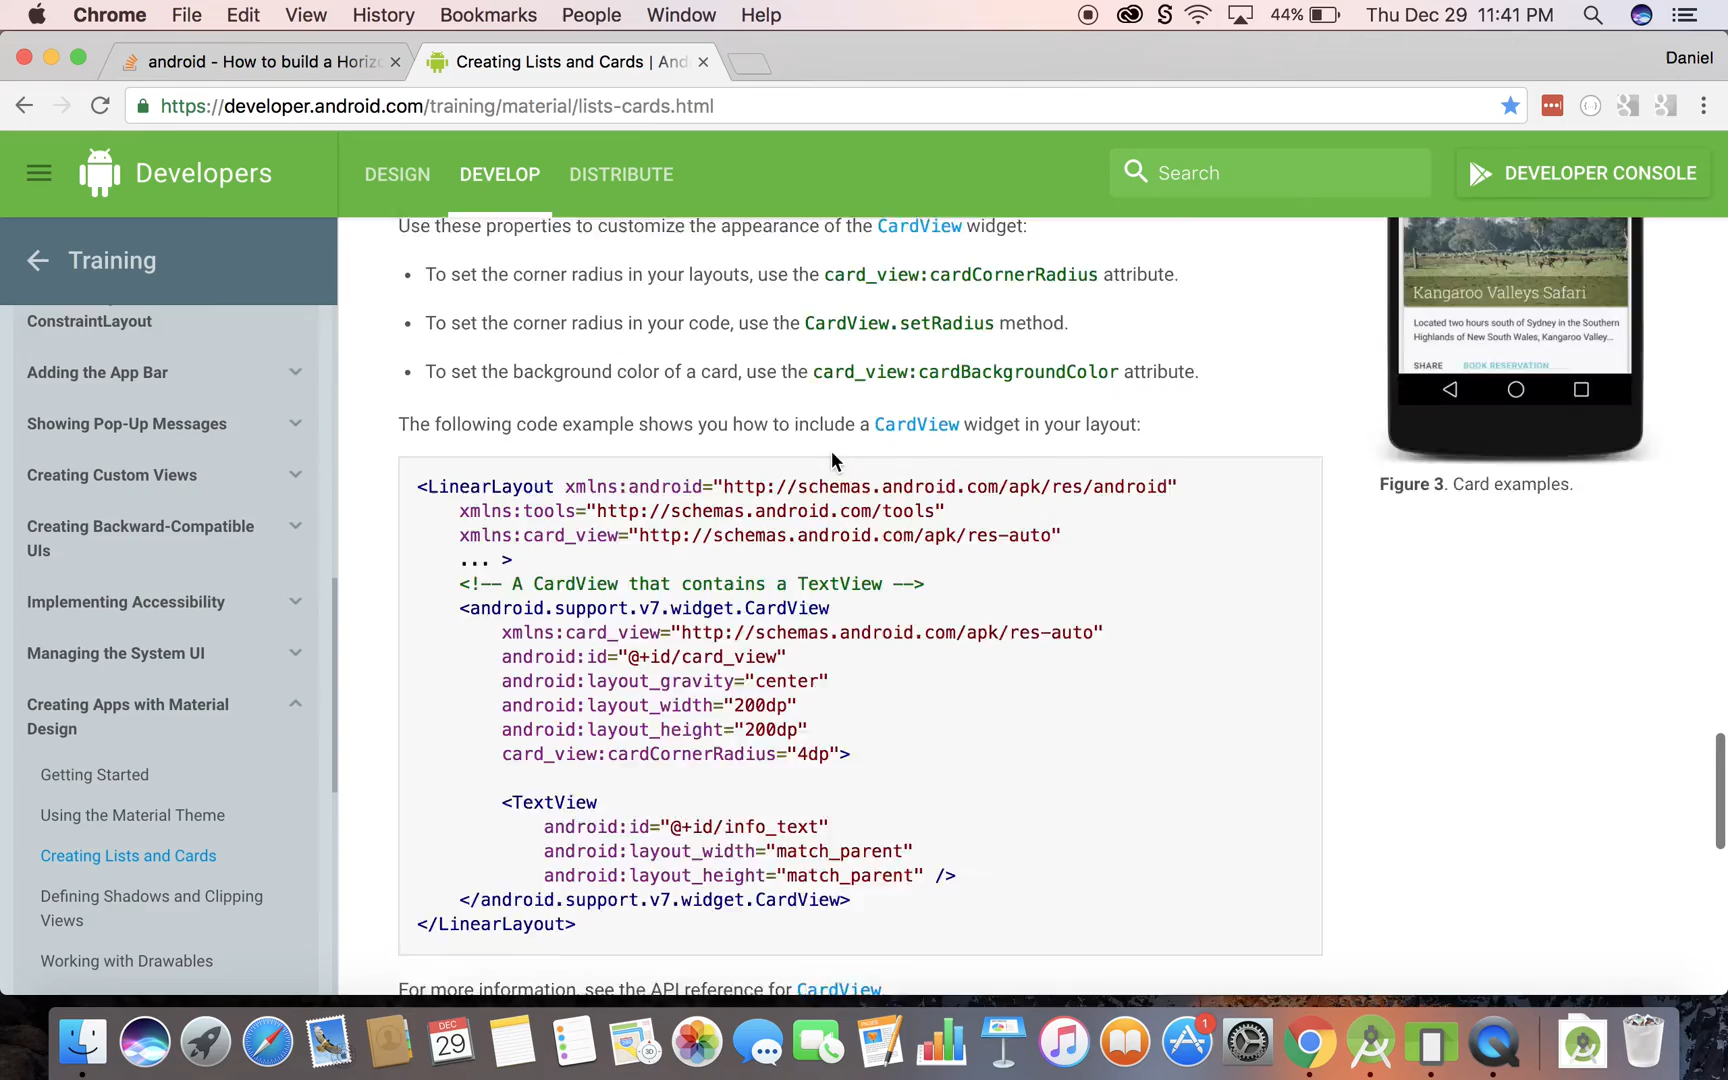 Chrome File Edit View History Bookmarks People Window Help 44% Thu Dec 29 11:41 PM
android - How to build a Horizo Creating Lists and Cards | And Daniel
https://developer.android.com/training/material/lists-cards.html
Developers DESIGN DEVELOP DISTRIBUTE Search DEVELOPER CONSOLE
Training
ConstraintLayout
Adding the App Bar
Showing Pop-Up Messages
Creating Custom Views
Creating Backward-Compatible
UIs
Implementing Accessibility
Managing the System UI
Creating Apps with Material
Design
Getting Started
Using the Material Theme
Creating Lists and Cards
Defining Shadows and Clipping
Views
Working with Drawables
Use these properties to customize the appearance of the CardView widget:
• To set the corner radius in your layouts, use the card_view:cardCornerRadius attribute.
• To set the corner radius in your code, use the CardView.setRadius method.
• To set the background color of a card, use the card_view:cardBackgroundColor attribute.
The following code example shows you how to include a CardView widget in your layout:
<LinearLayout xmlns:android="http://schemas.android.com/apk/res/android"
xmlns:tools="http://schemas.android.com/tools"
xmlns:card_view="http://schemas.android.com/apk/res-auto"
... >
<!-- A CardView that contains a TextView -->
<android.support.v7.widget.CardView
xmlns:card_view="http://schemas.android.com/apk/res-auto"
android:id="@+id/card_view"
android:layout_gravity="center"
android:layout_width="200dp"
android:layout_height="200dp"
card_view:cardCornerRadius="4dp">
<TextView
android:id="@+id/info_text"
android:layout_width="match_parent"
android:layout_height="match_parent" />
</android.support.v7.widget.CardView>
</LinearLayout>
For more information, see the API reference for CardView.
Kangaroo Valleys Safari
Located two hours south of Sydney in the Southern
Highlands of New South Wales, Kangaroo Valley...
SHARE BOOK RESERVATION
Figure 3. Card examples.
DEC
29
3D
1